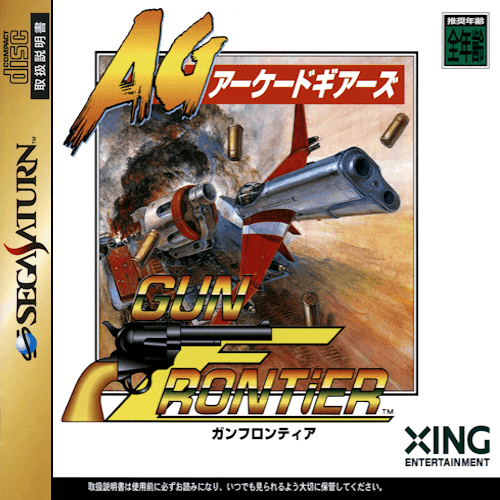 COMPACT
disc
取扱説明書
SEGA SATURN™
推奨年齢
全年齢
AG
アーケードギアーズ
GUN
FRONTiER™
ガンフロンティア
XING
ENTERTAINMENT
取扱説明書は使用前に必ずお読みになり、いつでも見られるよう大切に保管してください。